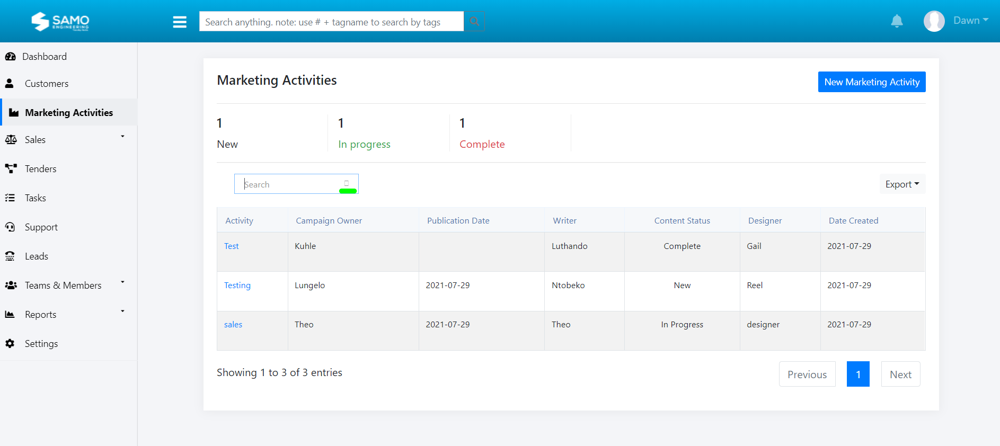 SAMO
ENGINEERING
Search anything. note: use # + tagname to search by tags
Dawn
Dashboard
Customers
Marketing Activities
Sales
Tenders
Tasks
Support
Leads
Teams & Members
Reports
Settings
Marketing Activities
New Marketing Activity
1 1 1
New In progress Complete
Search
Export
Activity Campaign Owner Publication Date Writer Content Status Designer Date Created
Test Kuhle Luthando Complete Gail 2021-07-29
Testing Lungelo 2021-07-29 Ntobeko New Reel 2021-07-29
sales Theo 2021-07-29 Theo In Progress designer 2021-07-29
Showing 1 to 3 of 3 entries
Previous 1 Next